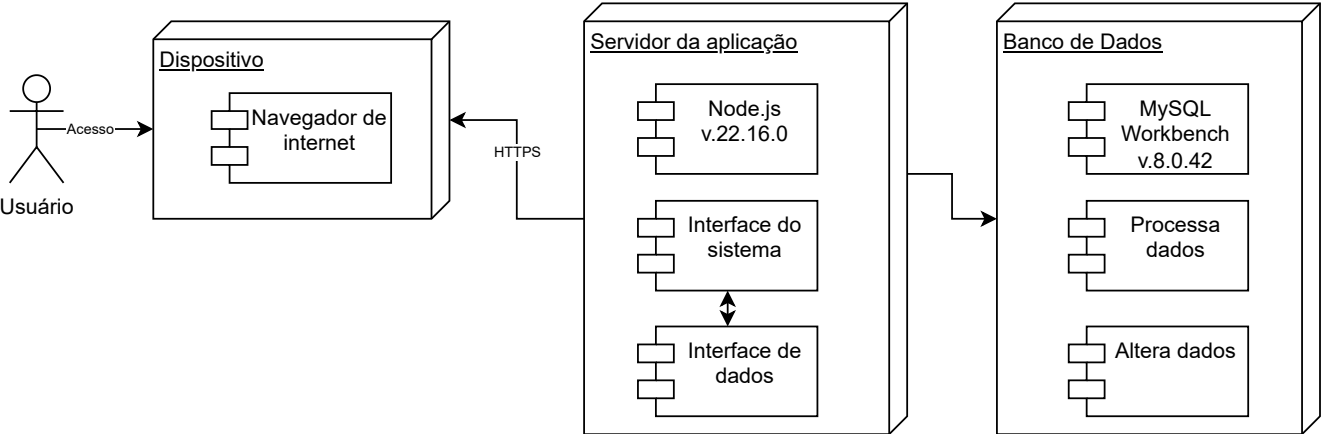 Usuário
Acesso
Dispositivo
Navegador de
internet
HTTPS
Servidor da aplicação
Node.js
v.22.16.0
Interface do
sistema
Interface de
dados
Banco de Dados
MySQL
Workbench
v.8.0.42
Processa
dados
Altera dados